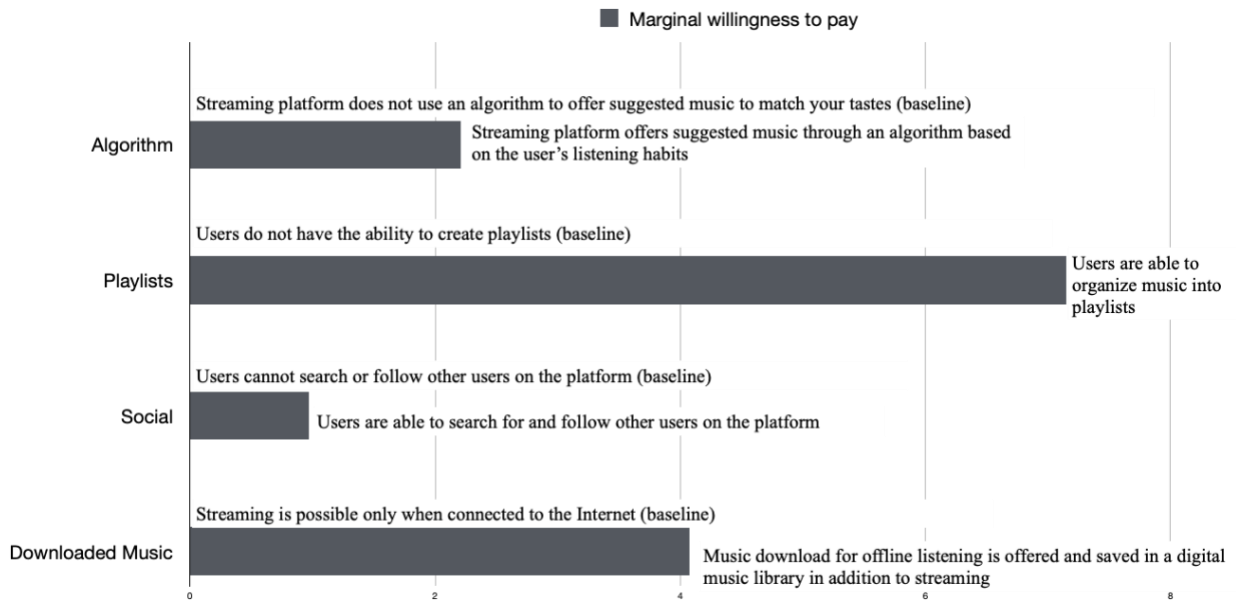 Marginal willingness to pay
Streaming platform does not use an algorithm to offer suggested music to match your tastes (baseline)
Algorithm
Streaming platform offers suggested music through an algorithm based
on the user’s listening habits
Users do not have the ability to create playlists (baseline)
Playlists
Users are able to
organize music into
playlists
Users cannot search or follow other users on the platform (baseline)
Social
Users are able to search for and follow other users on the platform
Streaming is possible only when connected to the Internet (baseline)
Downloaded Music
Music download for offline listening is offered and saved in a digital
music library in addition to streaming
0 2 4 6 8